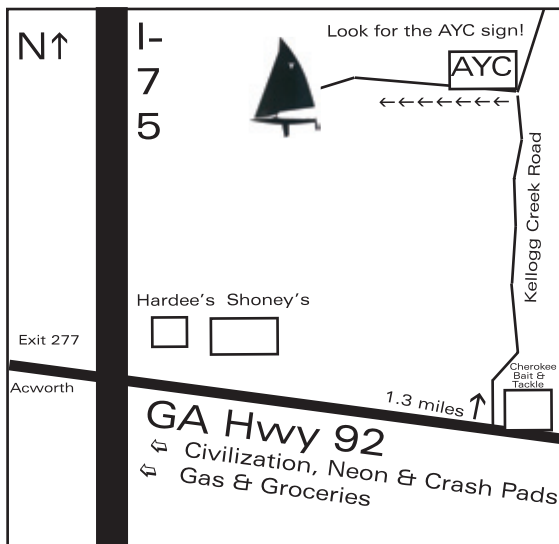 N↑
I-
7
5
Look for the AYC sign!
AYC
←←←←←←←
Kellogg Creek Road
Hardee's Shoney's
Exit 277
Acworth
Cherokee
Bait &
Tackle
1.3 miles ↑
GA Hwy 92
⇦ Civilization, Neon & Crash Pads
⇦ Gas & Groceries